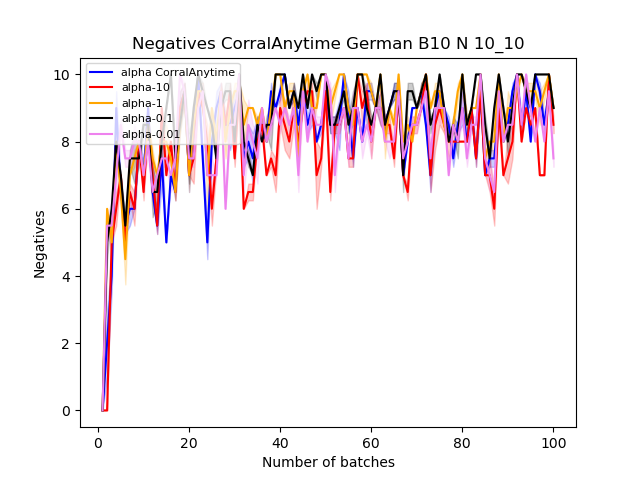 Negatives CorralAnytime German B10 N 10_10
alpha CorralAnytime
alpha-10
alpha-1
alpha-0.1
alpha-0.01
10
8
6
4
2
0
Negatives
0 20 40 60 80 100
Number of batches